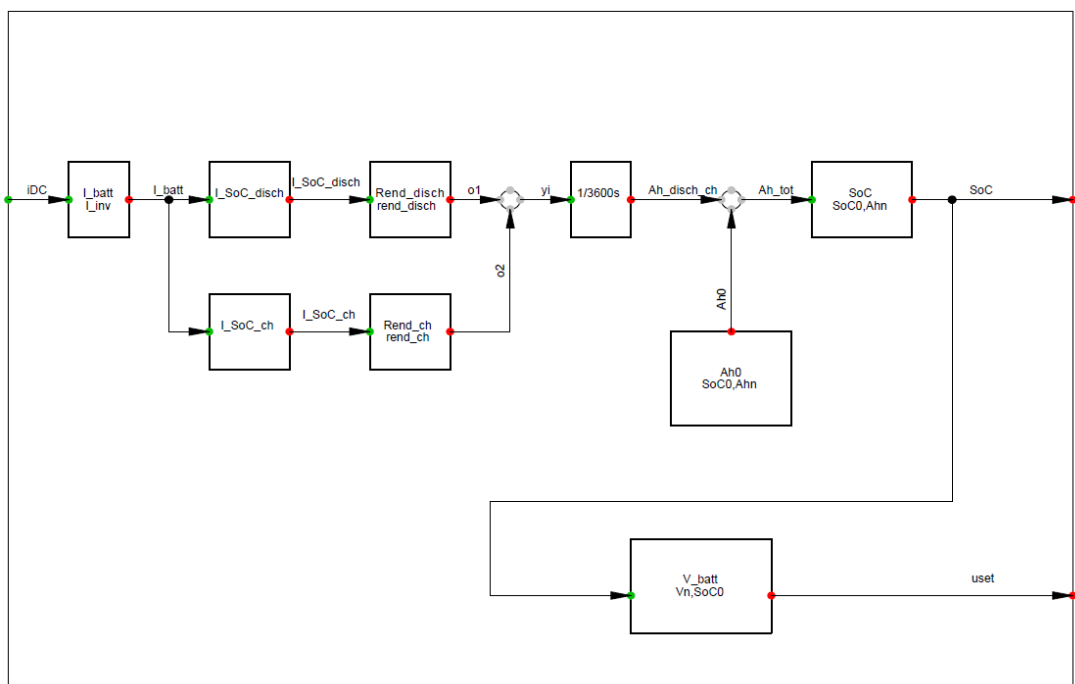 iDC
I_batt
I_inv
I_batt
I_SoC_disch
I_SoC_disch
Rend_disch
rend_disch
o1
yi
1/3600s
Ah_disch_ch
Ah_tot
SoC
SoC0,Ahn
SoC
I_SoC_ch
I_SoC_ch
Rend_ch
rend_ch
o2
Ah0
Ah0
SoC0,Ahn
V_batt
Vn,SoC0
uset